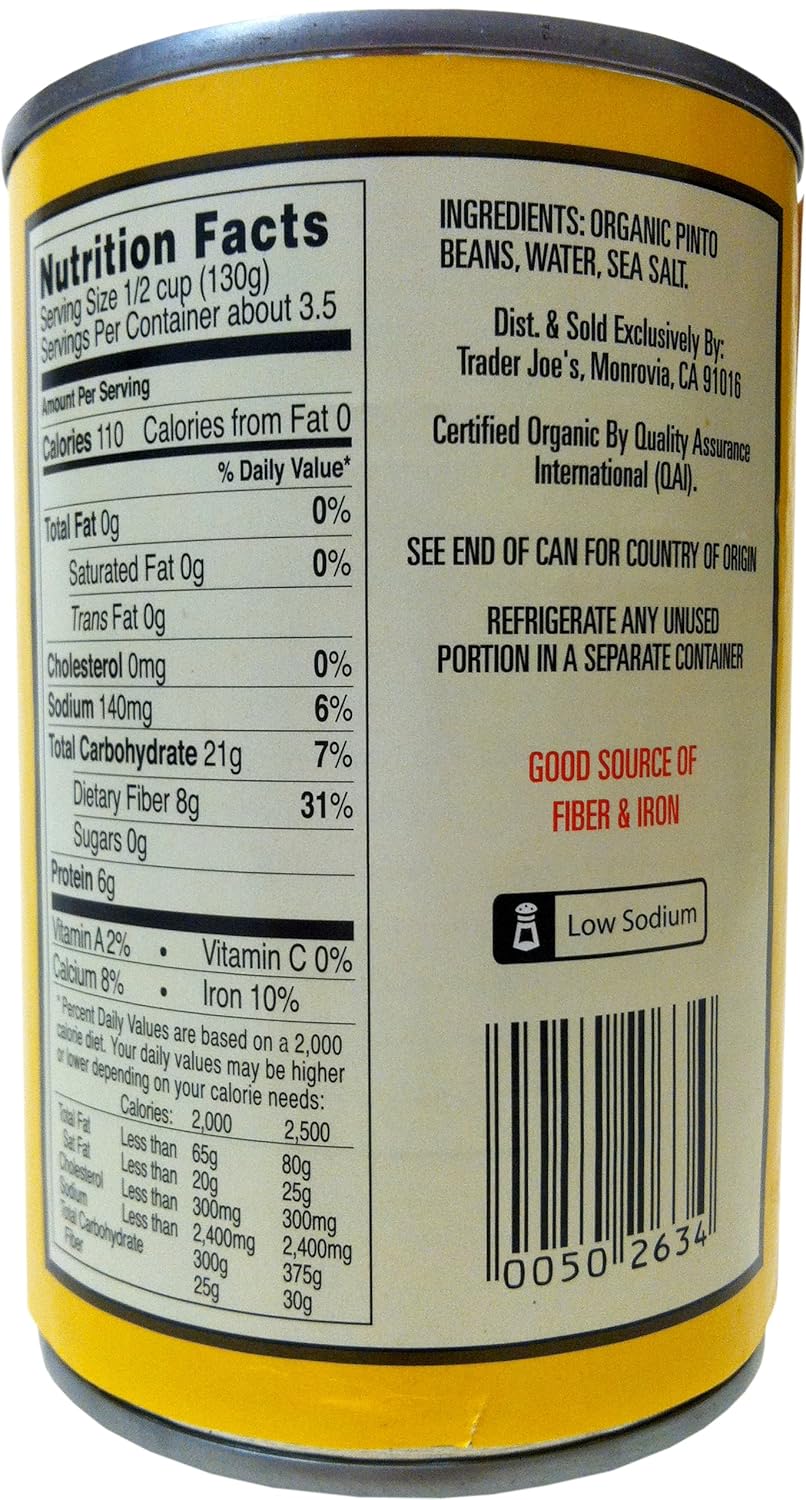 Nutrition Facts
Serving Size 1/2 cup (130g)
Servings Per Container about 3.5
Amount Per Serving
Calories 110 Calories from Fat 0
% Daily Value*
Total Fat 0g 0%
Saturated Fat 0g 0%
Trans Fat 0g
Cholesterol 0mg 0%
Sodium 140mg 6%
Total Carbohydrate 21g 7%
Dietary Fiber 8g 31%
Sugars 0g
Protein 6g
Vitamin A 2% • Vitamin C 0%
Calcium 8% • Iron 10%
*Percent Daily Values are based on a 2,000
calorie diet. Your daily values may be higher
or lower depending on your calorie needs:
Calories: 2,000 2,500
Total Fat Less than 65g 80g
Sat Fat Less than 20g 25g
Cholesterol Less than 300mg 300mg
Sodium Less than 2,400mg 2,400mg
Total Carbohydrate 300g 375g
Fiber 25g 30g
INGREDIENTS: ORGANIC PINTO
BEANS, WATER, SEA SALT.
Dist. & Sold Exclusively By:
Trader Joe's, Monrovia, CA 91016
Certified Organic By Quality Assurance
International (QAI).
SEE END OF CAN FOR COUNTRY OF ORIGIN
REFRIGERATE ANY UNUSED
PORTION IN A SEPARATE CONTAINER
GOOD SOURCE OF
FIBER & IRON
Low Sodium
0050 2634